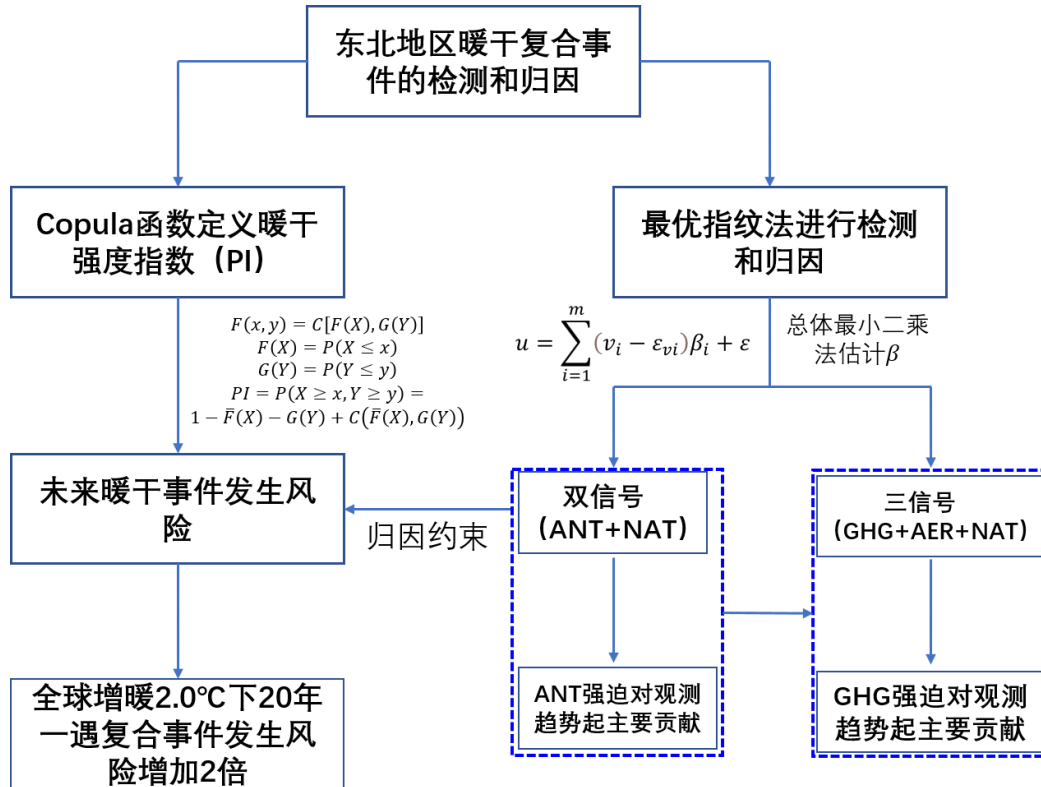 东北地区暖干复合事
件的检测和归因
Copula函数定义暖干
强度指数（PI）
最优指纹法进行检测
和归因
F(x, y) = C[F(X), G(Y)]
F(X) = P(X ≤ x)
G(Y) = P(Y ≤ y)
PI = P(X ≥ x, Y ≥ y) =
1 − F̄(X) − G(Y) + C(F̄(X), G(Y))
u = ∑_{i=1}^{m} (v_i − ε_{vi})β_i + ε
总体最小二乘
法估计β
未来暖干事件发生风
险
归因约束
双信号
（ANT+NAT）
三信号
（GHG+AER+NAT）
全球增暖2.0℃下20年
一遇复合事件发生风
险增加2倍
ANT强迫对观测
趋势起主要贡献
GHG强迫对观测
趋势起主要贡献